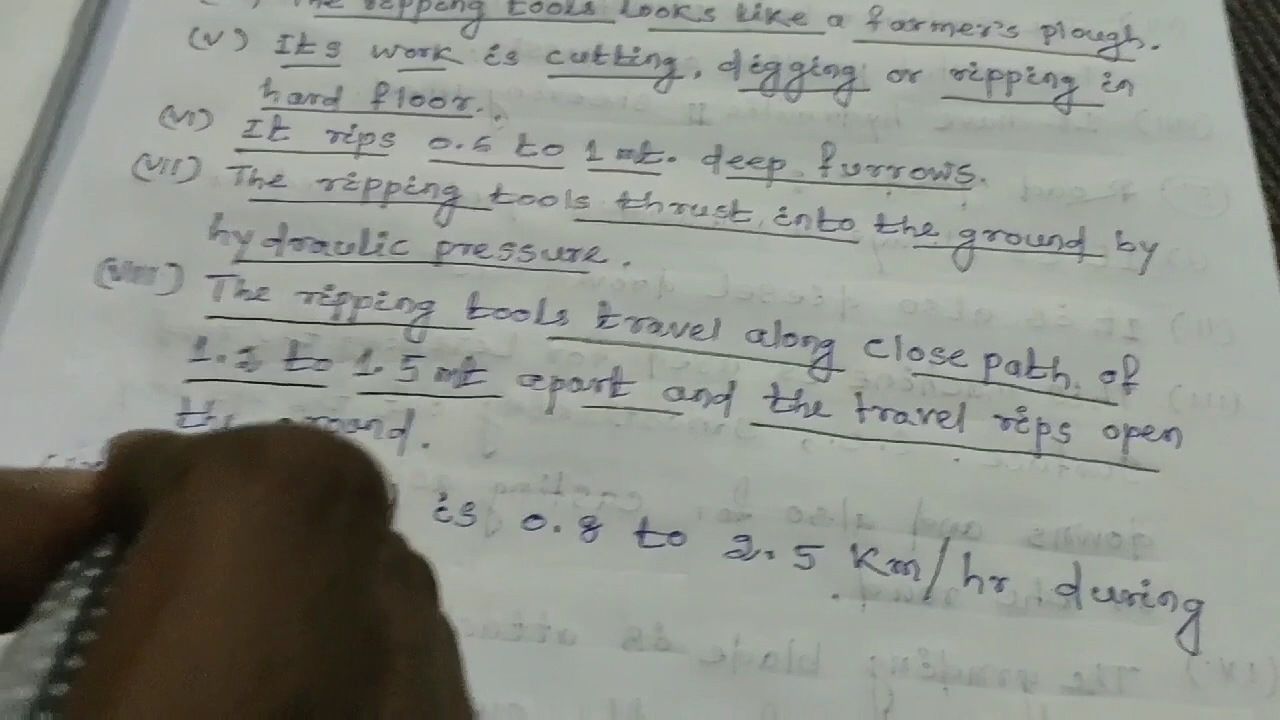 The ripping tools looks like a farmer's plough.
(v) Its work is cutting, digging or ripping in
hard floor.
(vi) It rips 0.5 to 1 mt. deep furrows.
(vii) The ripping tools thrust into the ground by
hydraulic pressure.
(viii) The ripping tools travel along close path of
to 1.5 mt apart and the travel rips open
the ground.
is 0.8 to 2.5 Km/hr during